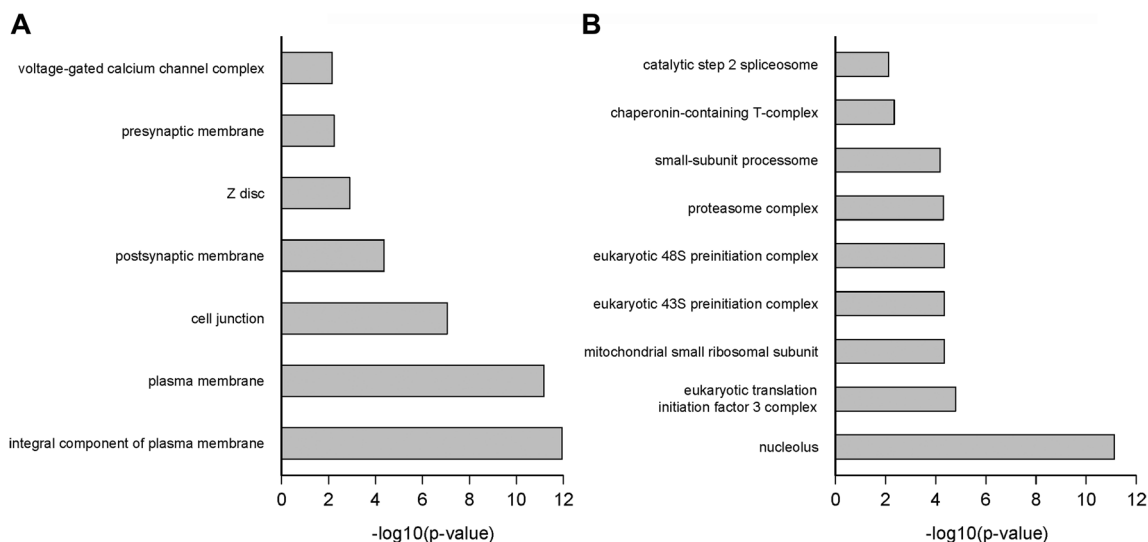 A
voltage-gated calcium channel complex
presynaptic membrane
Z disc
postsynaptic membrane
cell junction
plasma membrane
integral component of plasma membrane
0 2 4 6 8 10 12
-log10(p-value)
B
catalytic step 2 spliceosome
chaperonin-containing T-complex
small-subunit processome
proteasome complex
eukaryotic 48S preinitiation complex
eukaryotic 43S preinitiation complex
mitochondrial small ribosomal subunit
eukaryotic translation
initiation factor 3 complex
nucleolus
0 2 4 6 8 10 12
-log10(p-value)